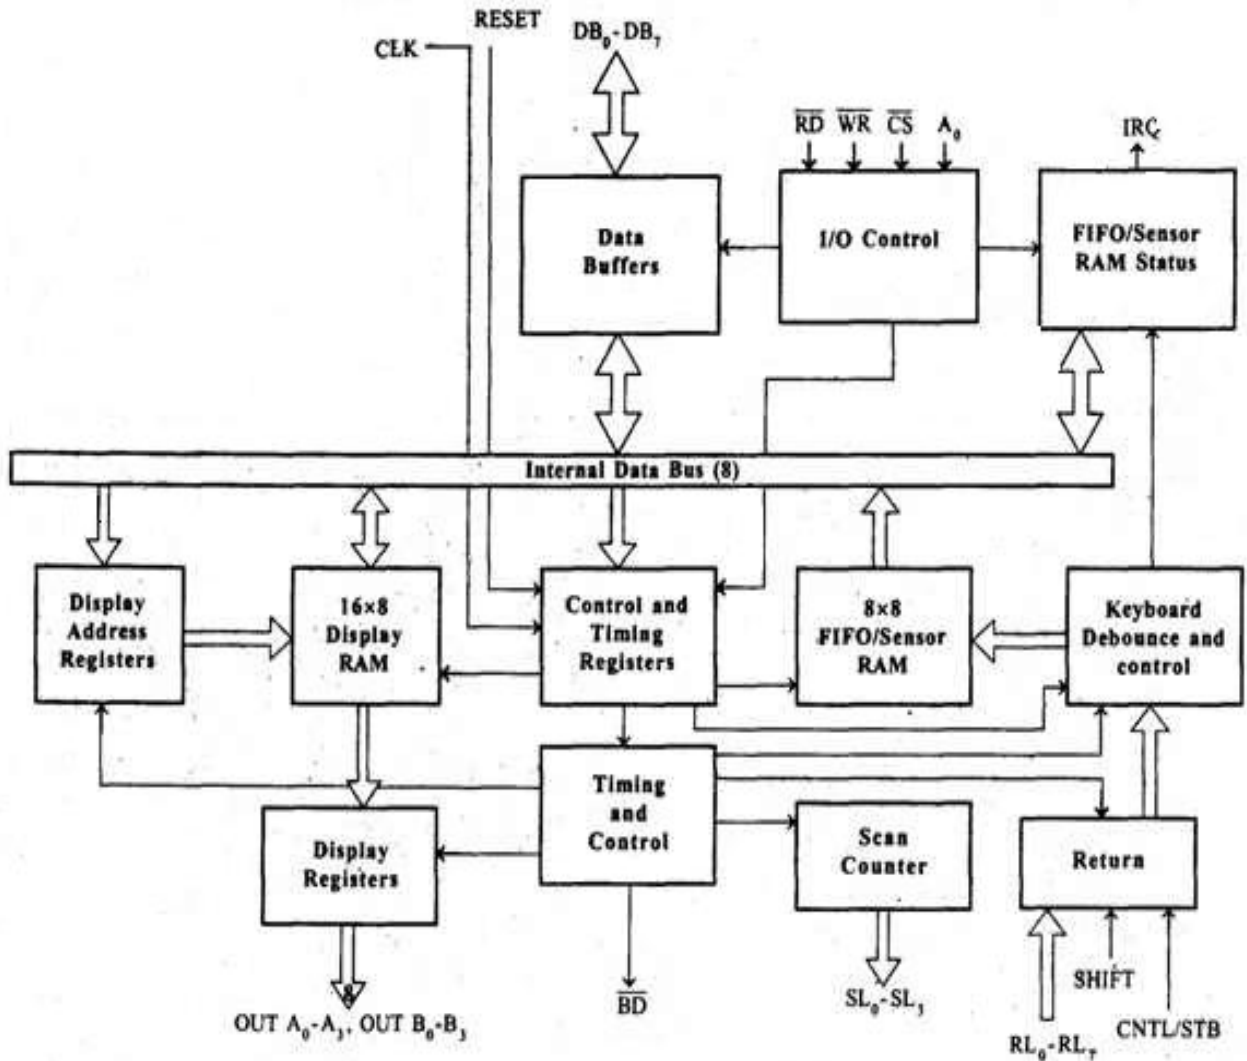 RESET
CLK
DB₀-DB₇
RD WR CS A₀
IRC
Data
Buffers
I/O Control
FIFO/Sensor
RAM Status
Internal Data Bus (8)
Display
Address
Registers
16×8
Display
RAM
Control and
Timing
Registers
8×8
FIFO/Sensor
RAM
Keyboard
Debounce and
control
Timing
and
Control
Display
Registers
Scan
Counter
Return
8
OUT A₀-A₃, OUT B₀-B₃
BD
SL₀-SL₃
SHIFT
CNTL/STB
RL₀-RL₇